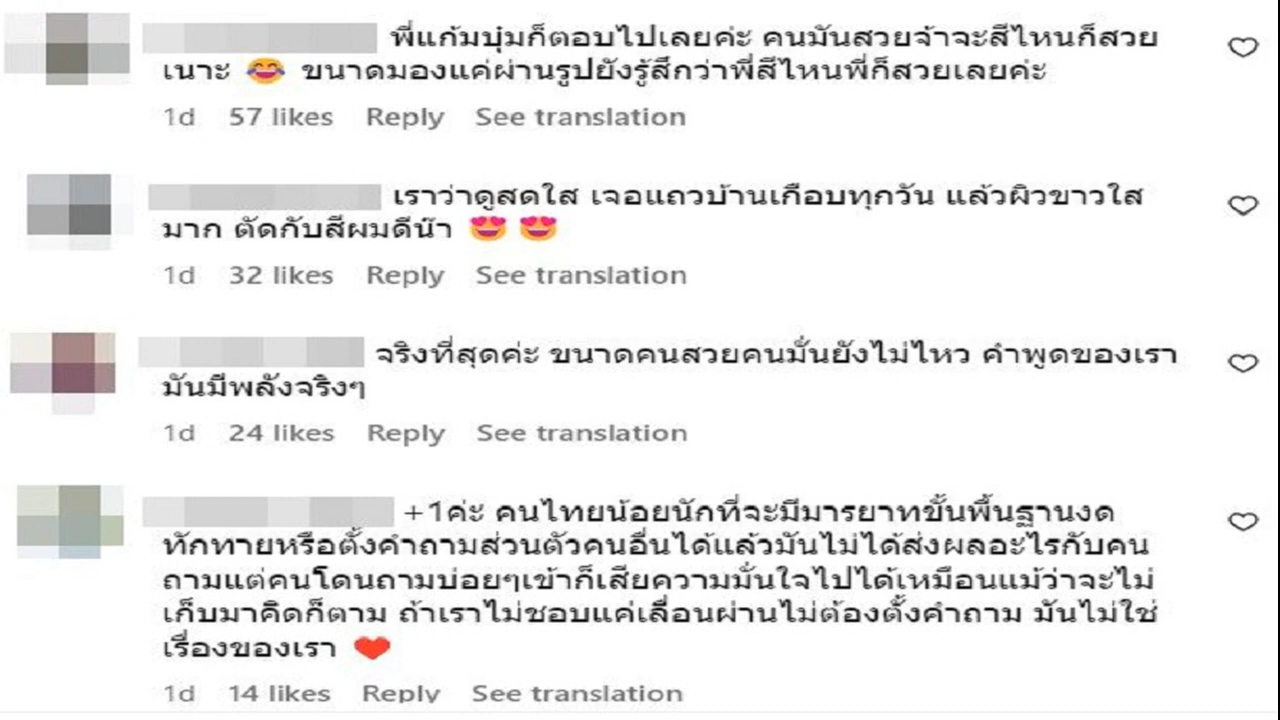 พี่แก้มบุ๋มก็ตอบไปเลยค่ะ คนมันสวยจ้าจะสีไหนก็สวย
เนาะ 😂 ขนาดมองแค่ผ่านรูปยังรู้สึกว่าพี่สีไหนพี่ก็สวยเลยค่ะ
1d 57 likes Reply See translation
เราว่าดูสดใส เจอแถวบ้านเกือบทุกวัน แล้วผิวขาวใส
มาก ตัดกับสีผมดีน๊า 😍 😍
1d 32 likes Reply See translation
จริงที่สุดค่ะ ขนาดคนสวยคนมั่นยังไม่ไหว คำพูดของเรา
มันมีพลังจริงๆ
1d 24 likes Reply See translation
+1ค่ะ คนไทยน้อยนักที่จะมีมารยาทขั้นพื้นฐานงด
ทักทายหรือตั้งคำถามส่วนตัวคนอื่นได้แล้วมันไม่ได้ส่งผลอะไรกับคน
ถามแต่คนโดนถามบ่อยๆเข้าก็เสียความมั่นใจไปได้เหมือนแม้ว่าจะไม่
เก็บมาคิดก็ตาม ถ้าเราไม่ชอบแค่เลื่อนผ่านไม่ต้องตั้งคำถาม มันไม่ใช่
เรื่องของเรา ❤️
1d 14 likes Reply See translation